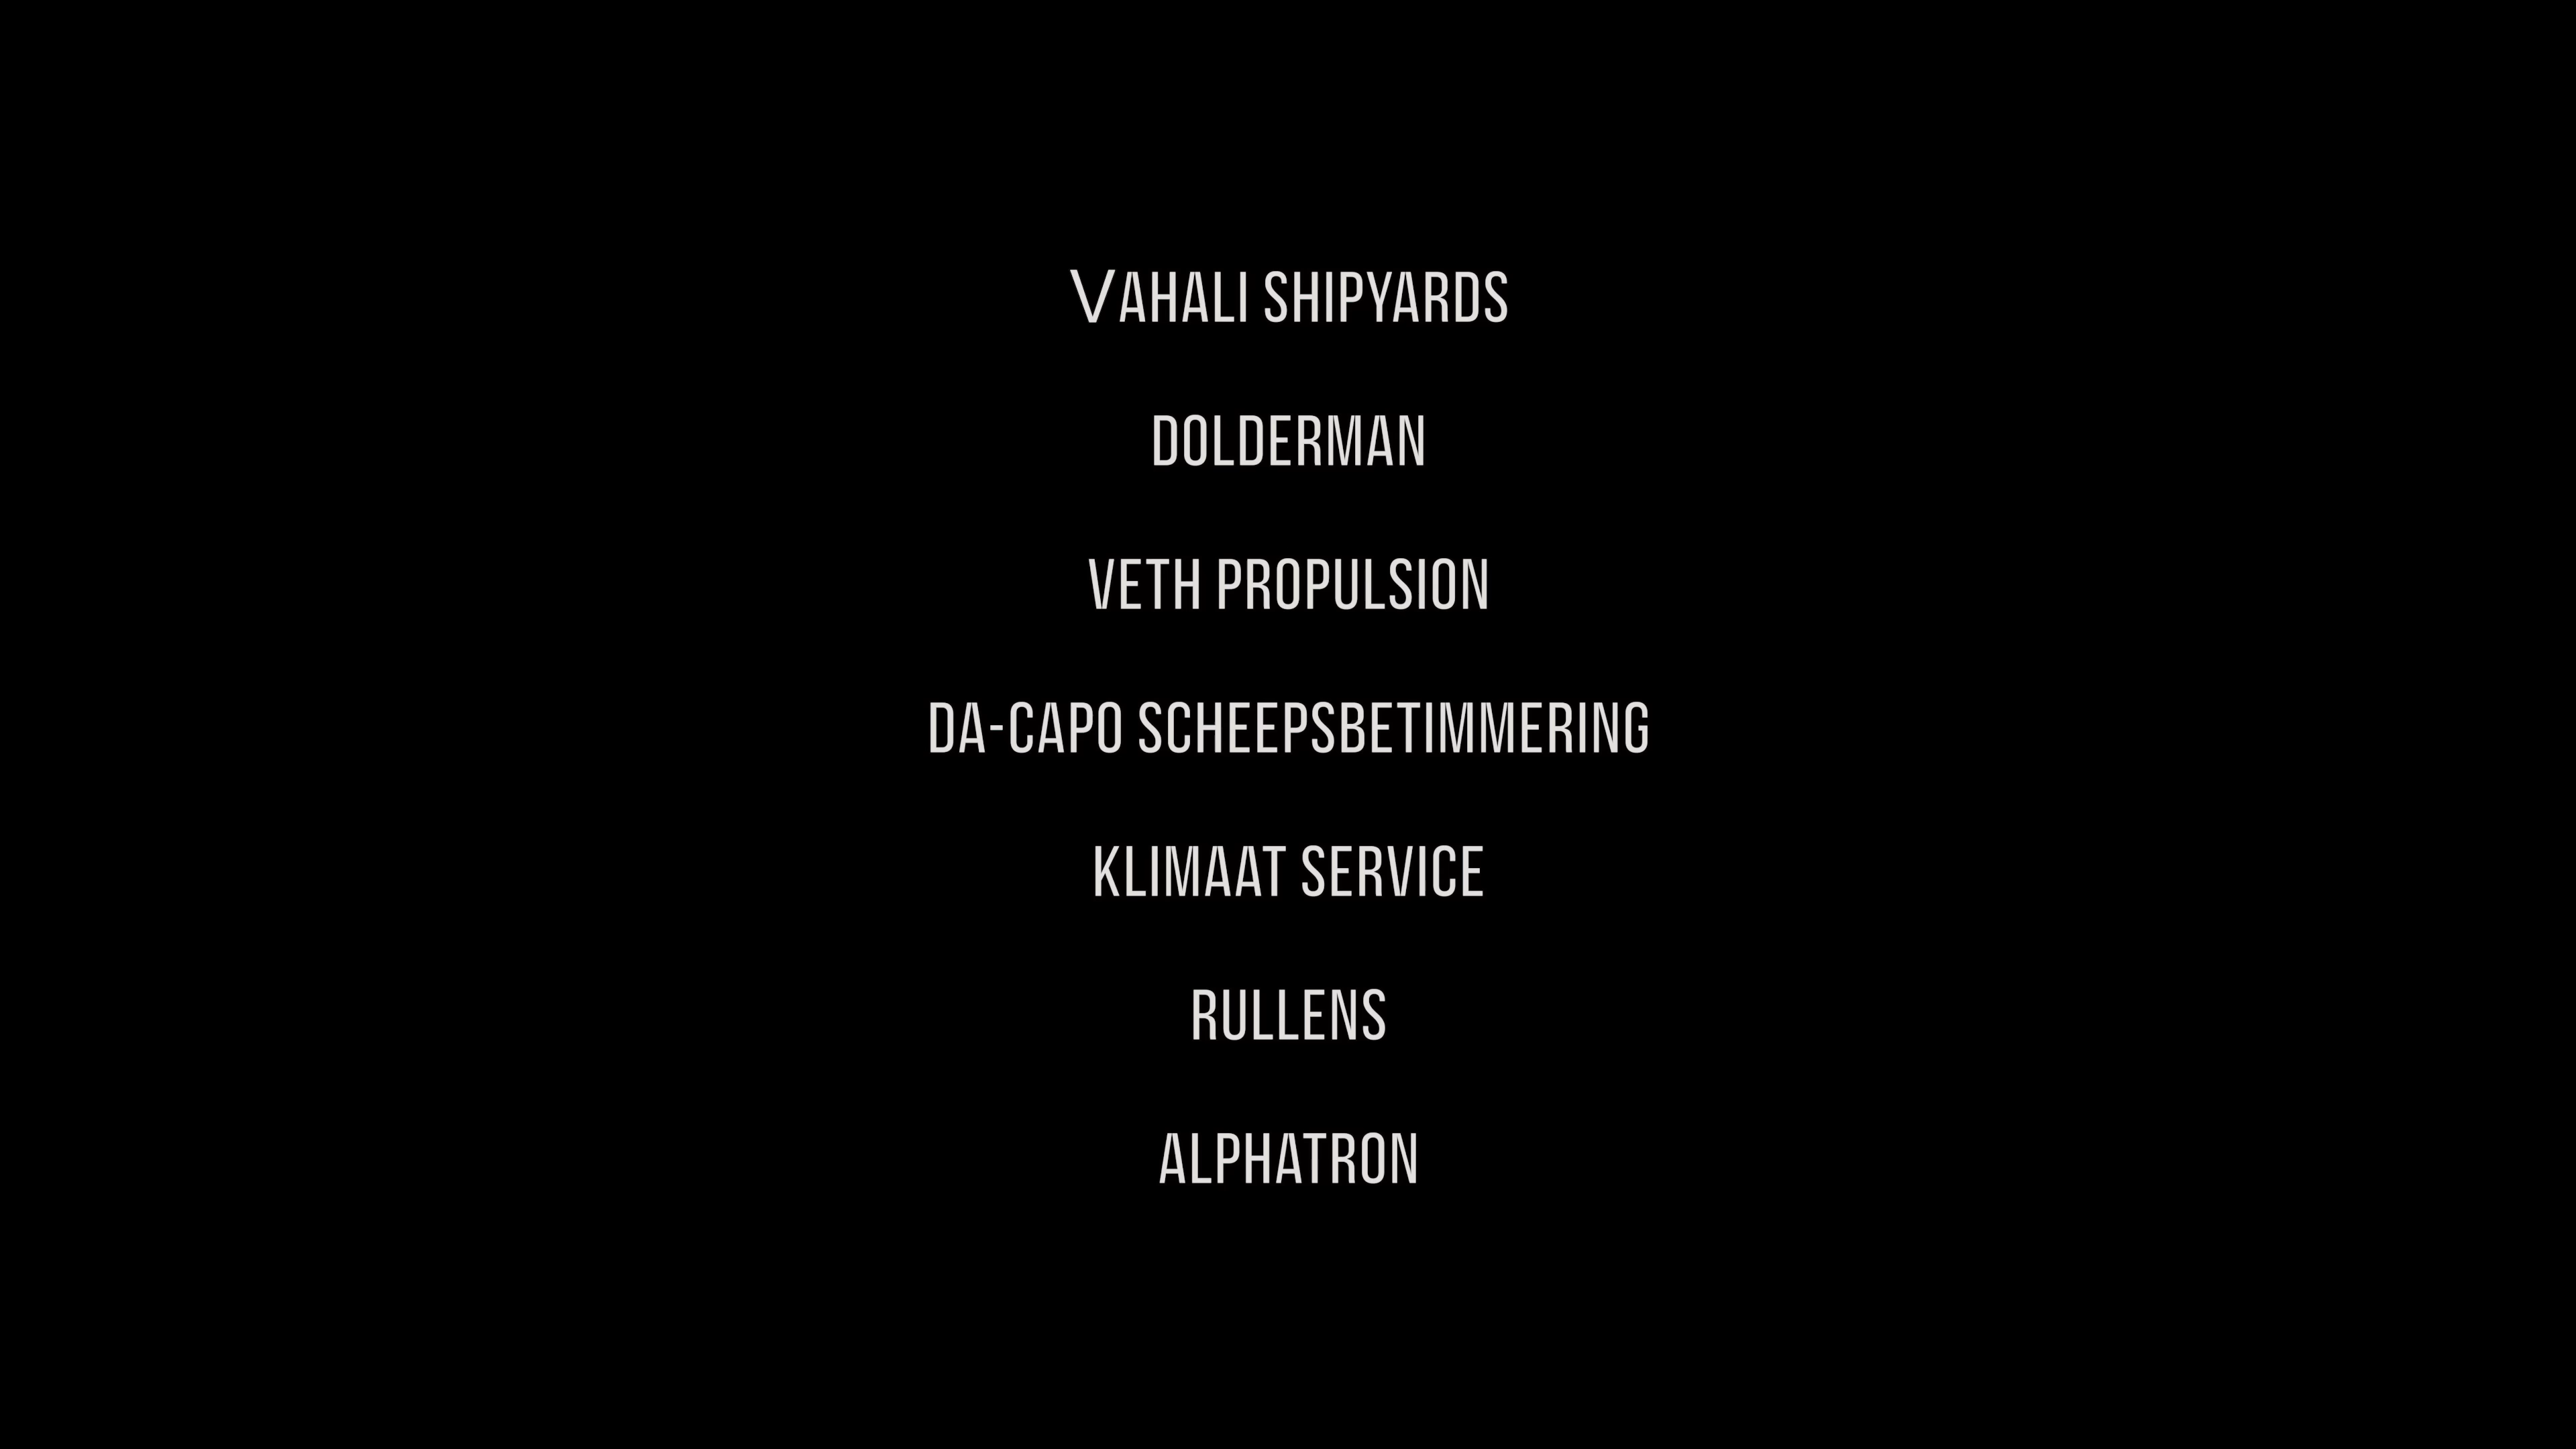 VAHALI SHIPYARDS
DOLDERMAN
VETH PROPULSION
DA-CAPO SCHEEPSBETIMMERING
KLIMAAT SERVICE
RULLENS
ALPHATRON